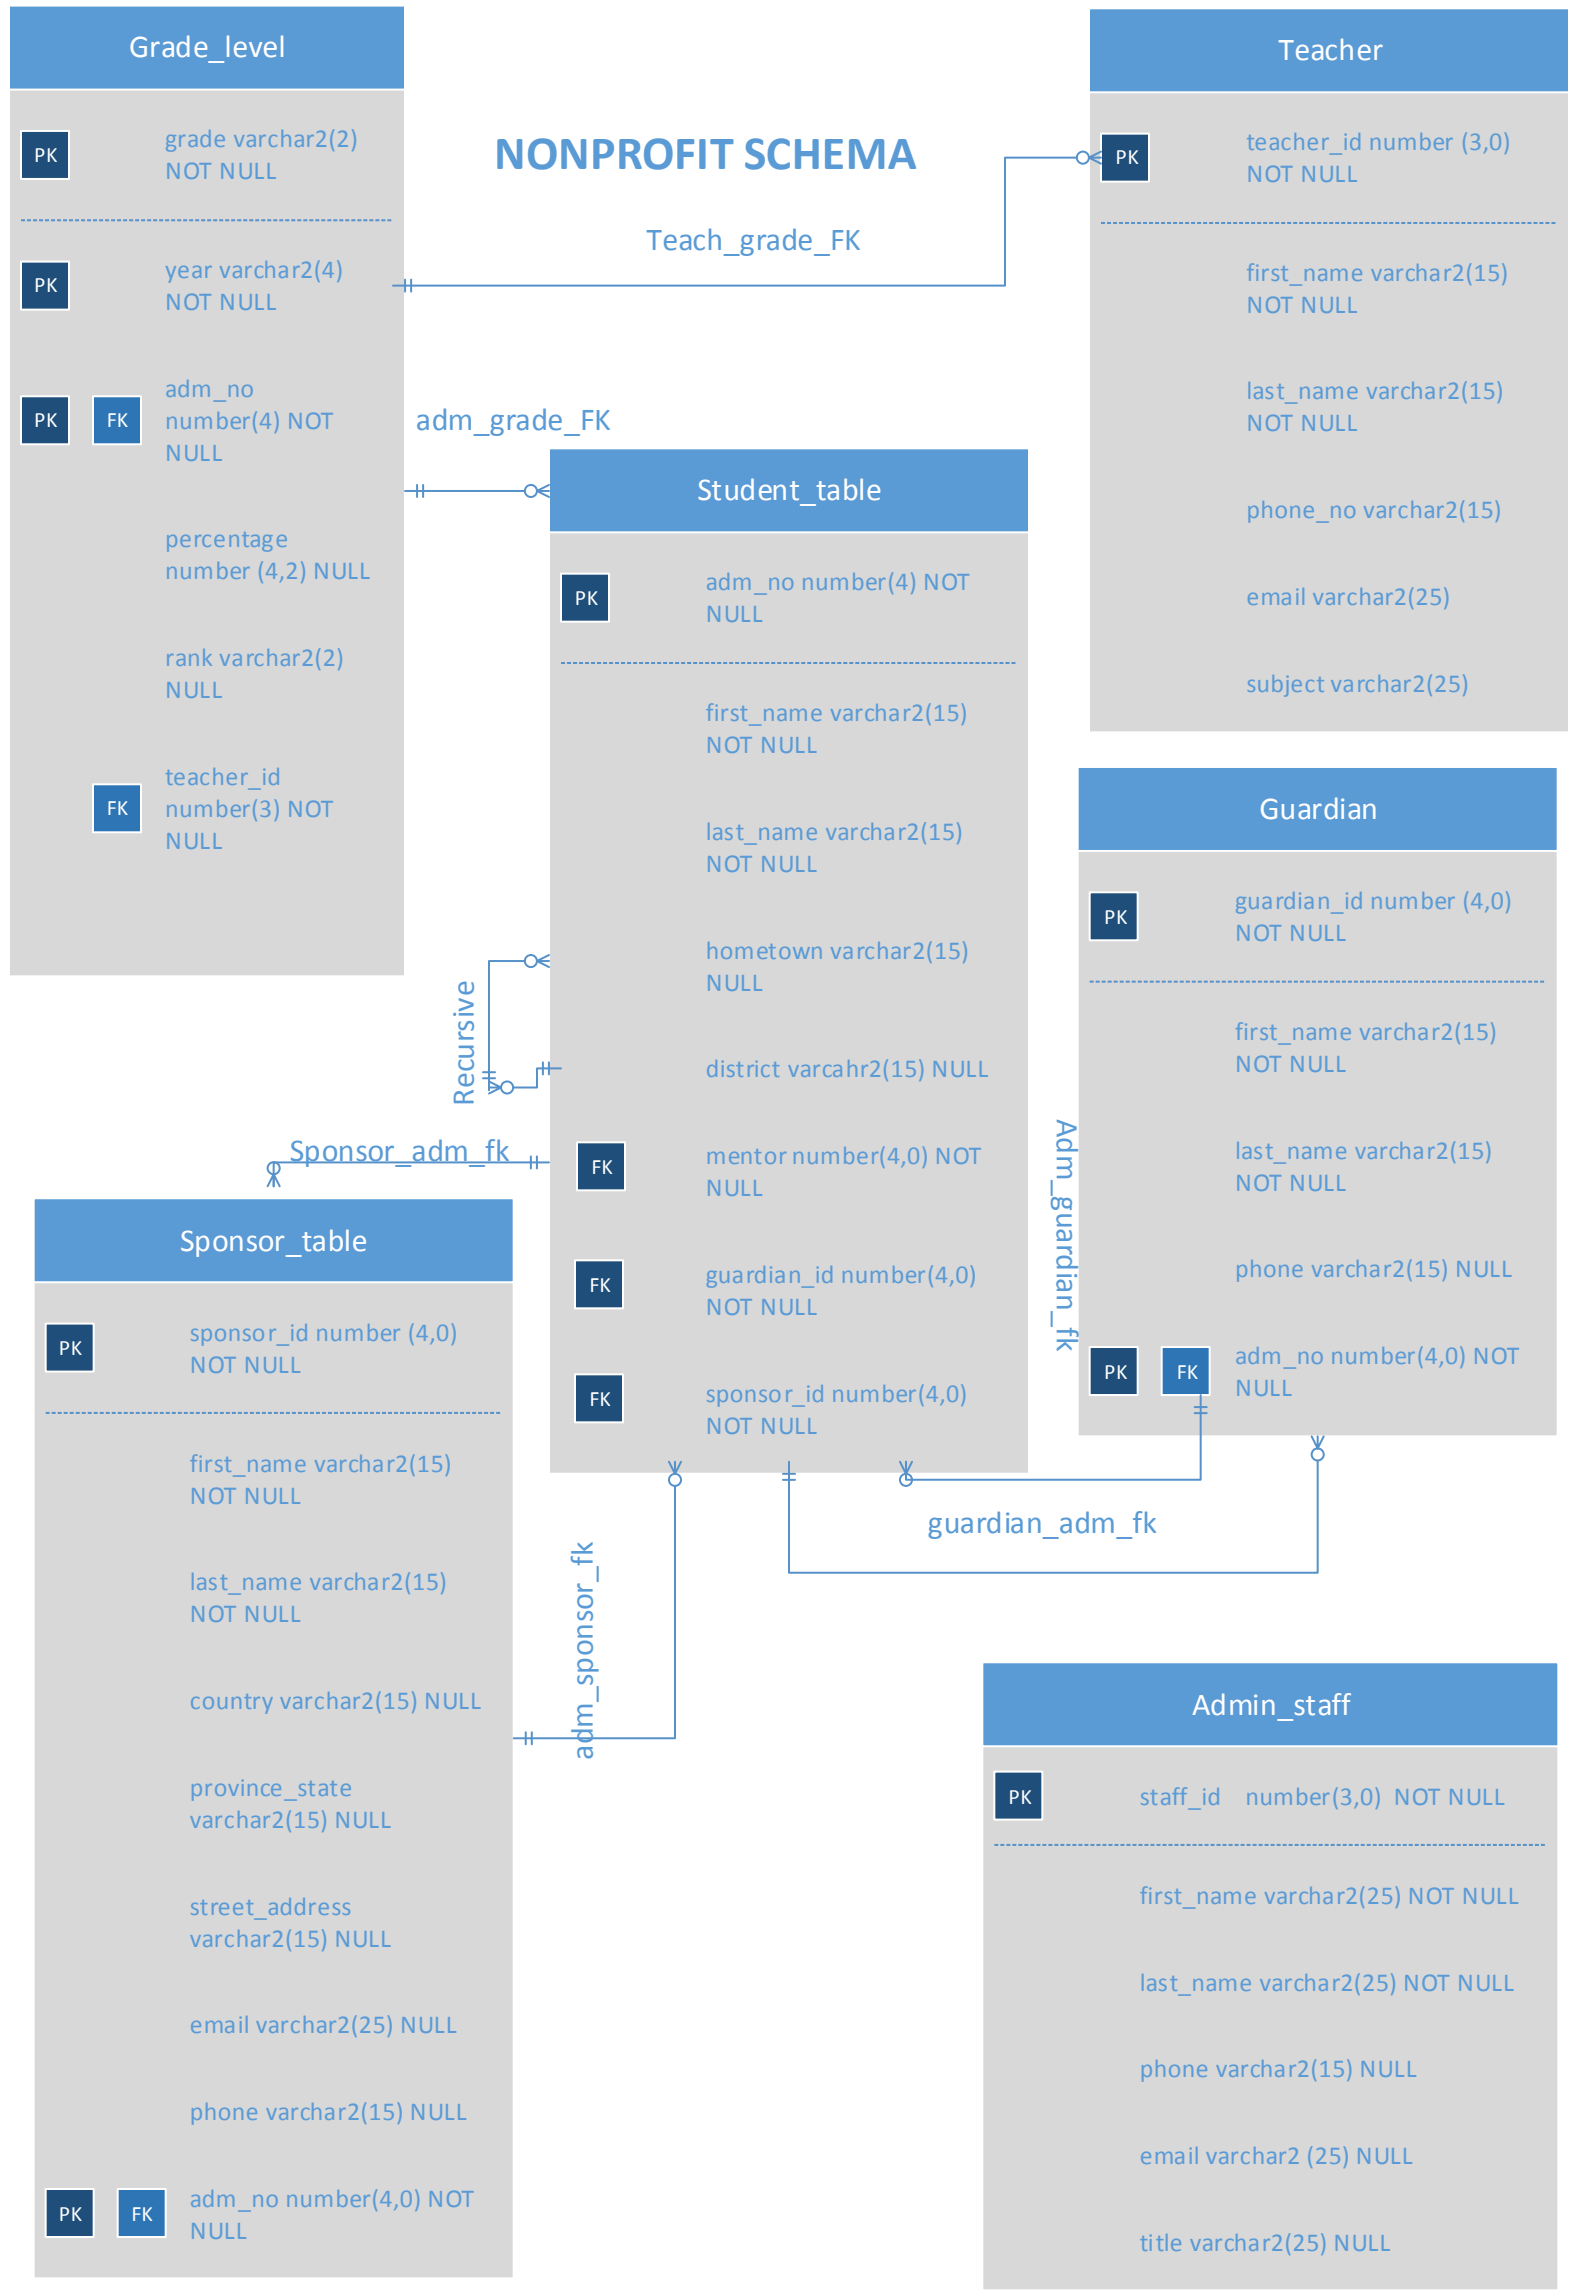 Grade_level
PK
grade varchar2(2)
NOT NULL
PK
year varchar2(4)
NOT NULL
PK
FK
adm_no
number(4) NOT
NULL
percentage
number (4,2) NULL
rank varchar2(2)
NULL
FK
teacher_id
number(3) NOT
NULL
NONPROFIT SCHEMA
Teach_grade_FK
adm_grade_FK
Teacher
PK
teacher_id number (3,0)
NOT NULL
first_name varchar2(15)
NOT NULL
last_name varchar2(15)
NOT NULL
phone_no varchar2(15)
email varchar2(25)
subject varchar2(25)
Student_table
PK
adm_no number(4) NOT
NULL
first_name varchar2(15)
NOT NULL
last_name varchar2(15)
NOT NULL
hometown varchar2(15)
NULL
district varcahr2(15) NULL
FK
mentor number(4,0) NOT
NULL
FK
guardian_id number(4,0)
NOT NULL
FK
sponsor_id number(4,0)
NOT NULL
Recursive
Sponsor_adm_fk
Guardian
PK
guardian_id number (4,0)
NOT NULL
first_name varchar2(15)
NOT NULL
last_name varchar2(15)
NOT NULL
phone varchar2(15) NULL
PK
FK
adm_no number(4,0) NOT
NULL
Adm_guardian_fk
guardian_adm_fk
adm_sponsor_fk
Sponsor_table
PK
sponsor_id number (4,0)
NOT NULL
first_name varchar2(15)
NOT NULL
last_name varchar2(15)
NOT NULL
country varchar2(15) NULL
province_state
varchar2(15) NULL
street_address
varchar2(15) NULL
email varchar2(25) NULL
phone varchar2(15) NULL
PK
FK
adm_no number(4,0) NOT
NULL
Admin_staff
PK
staff_id number(3,0) NOT NULL
first_name varchar2(25) NOT NULL
last_name varchar2(25) NOT NULL
phone varchar2(15) NULL
email varchar2 (25) NULL
title varchar2(25) NULL